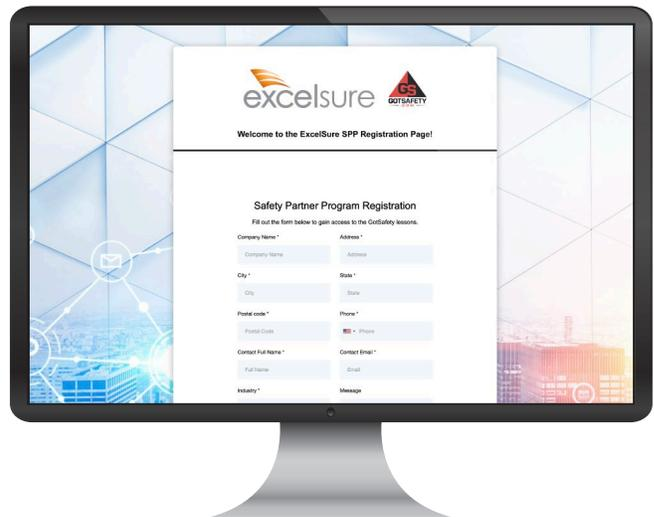 excelsure
GS
GOTSAFETY
.COM
Welcome to the ExcelSure SPP Registration Page!
Safety Partner Program Registration
Fill out the form below to gain access to the GotSafety lessons.
Company Name * Address *
Company Name Address
City * State *
City State
Postal code * Phone *
Postal Code Phone
Contact Full Name * Contact Email *
Full Name Email
Industry * Message